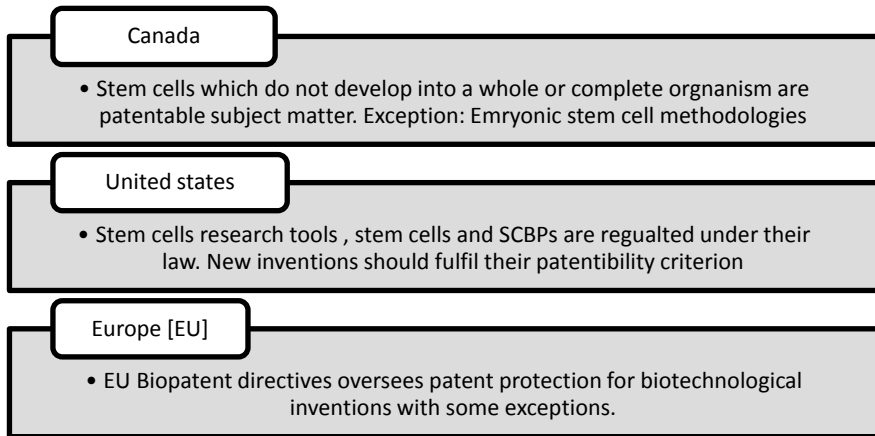 Canada
• Stem cells which do not develop into a whole or complete orgnanism are
patentable subject matter. Exception: Emryonic stem cell methodologies
United states
• Stem cells research tools , stem cells and SCBPs are regualted under their
law. New inventions should fulfil their patentibility criterion
Europe [EU]
• EU Biopatent directives oversees patent protection for biotechnological
inventions with some exceptions.